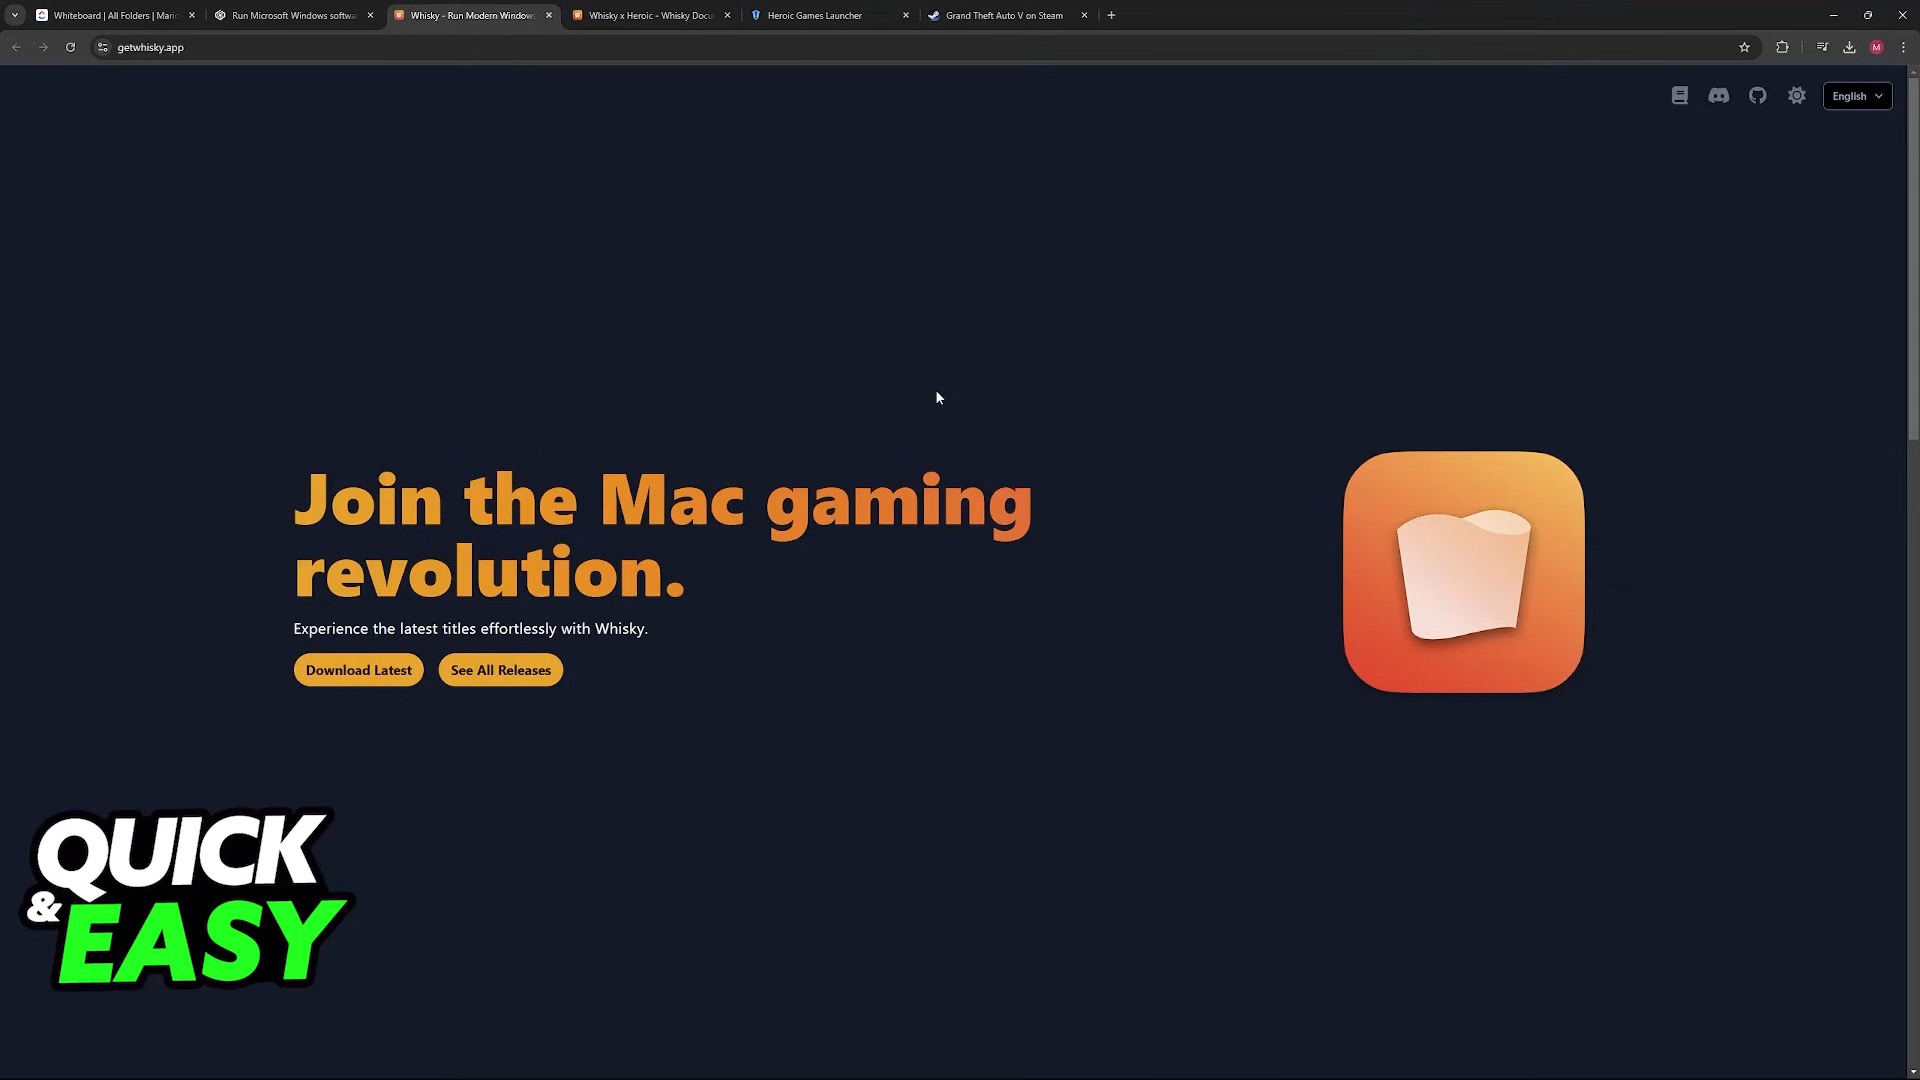 Whiteboard | All Folders | Mario
Run Microsoft Windows softwa
Whisky - Run Modern Windows
Whisky x Heroic - Whisky Docu
Heroic Games Launcher
Grand Theft Auto V on Steam
getwhisky.app
M
English
Join the Mac gaming
revolution.
Experience the latest titles effortlessly with Whisky.
Download Latest
See All Releases
QUICK
& EASY